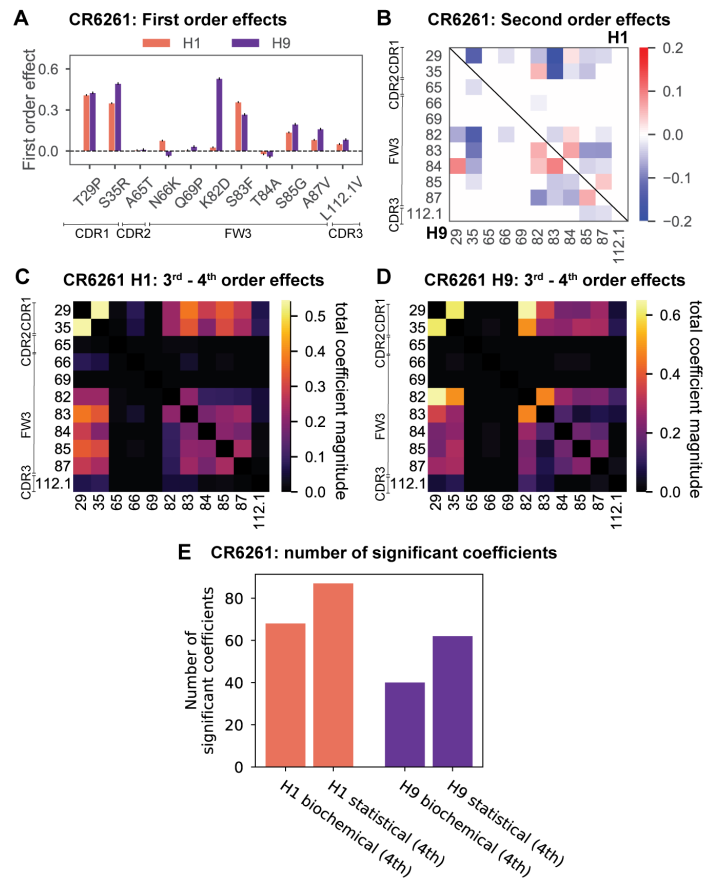 A CR6261: First order effects
H1 H9
First order effect
0.6
0.3
0.0
T29P S35R A65T N66K Q69P K82D S83F T84A S85G A87V L112.1V
CDR1 CDR2 FW3 CDR3
B CR6261: Second order effects
H1
CDR1
CDR2
FW3
CDR3
29
35
65
66
69
82
83
84
85
87
112.1
H9
29 35 65 66 69 82 83 84 85 87 112.1
0.2
0.1
0.0
−0.1
−0.2
C CR6261 H1: 3rd - 4th order effects
CDR1
CDR2
FW3
CDR3
29
35
65
66
69
82
83
84
85
87
112.1
29 35 65 66 69 82 83 84 85 87 112.1
0.5
0.4
0.3
0.2
0.1
0.0
total coefficient magnitude
D CR6261 H9: 3rd - 4th order effects
CDR1
CDR2
FW3
CDR3
29
35
65
66
69
82
83
84
85
87
112.1
29 35 65 66 69 82 83 84 85 87 112.1
0.6
0.4
0.2
0.0
total coefficient magnitude
E CR6261: number of significant coefficients
Number of
significant coefficients
80
60
40
20
0
H1 biochemical (4th)
H1 statistical (4th)
H9 biochemical (4th)
H9 statistical (4th)